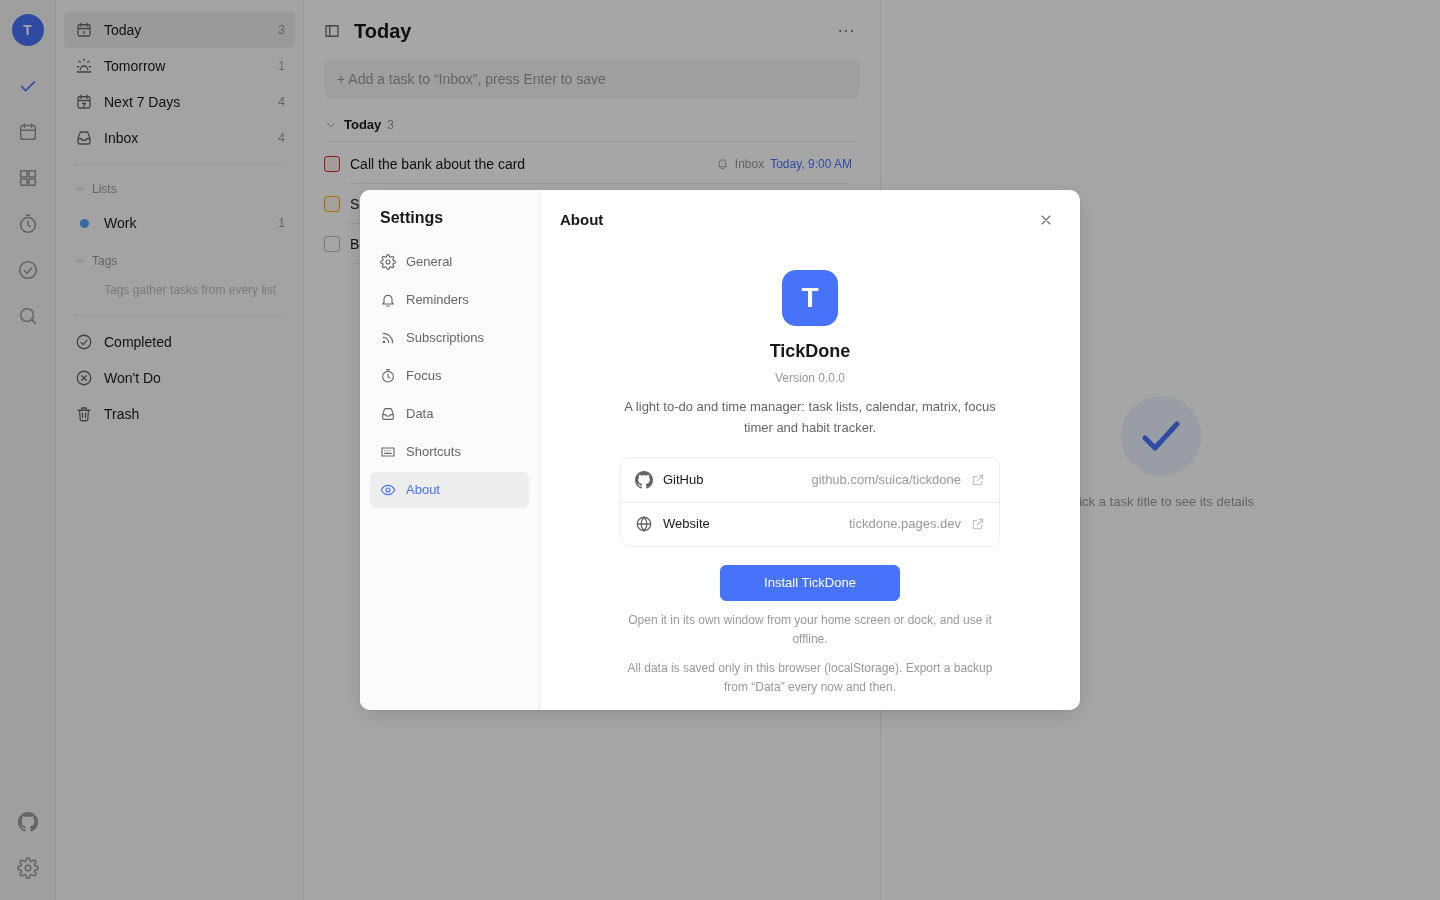 T
Today 3
Tomorrow 1
Next 7 Days 4
Inbox 4
Lists
Work 1
Tags
Tags gather tasks from every list
Completed
Won't Do
Trash
Today
+ Add a task to “Inbox”, press Enter to save
Today 3
Call the bank about the card Inbox Today, 9:00 AM
Settings
General
Reminders
Subscriptions
Focus
Data
Shortcuts
About
About
T
TickDone
Version 0.0.0
A light to-do and time manager: task lists, calendar, matrix, focus
timer and habit tracker.
GitHub github.com/suica/tickdone
Website tickdone.pages.dev
Install TickDone
Open it in its own window from your home screen or dock, and use it
offline.
All data is saved only in this browser (localStorage). Export a backup
from “Data” every now and then.
a task title to see its details